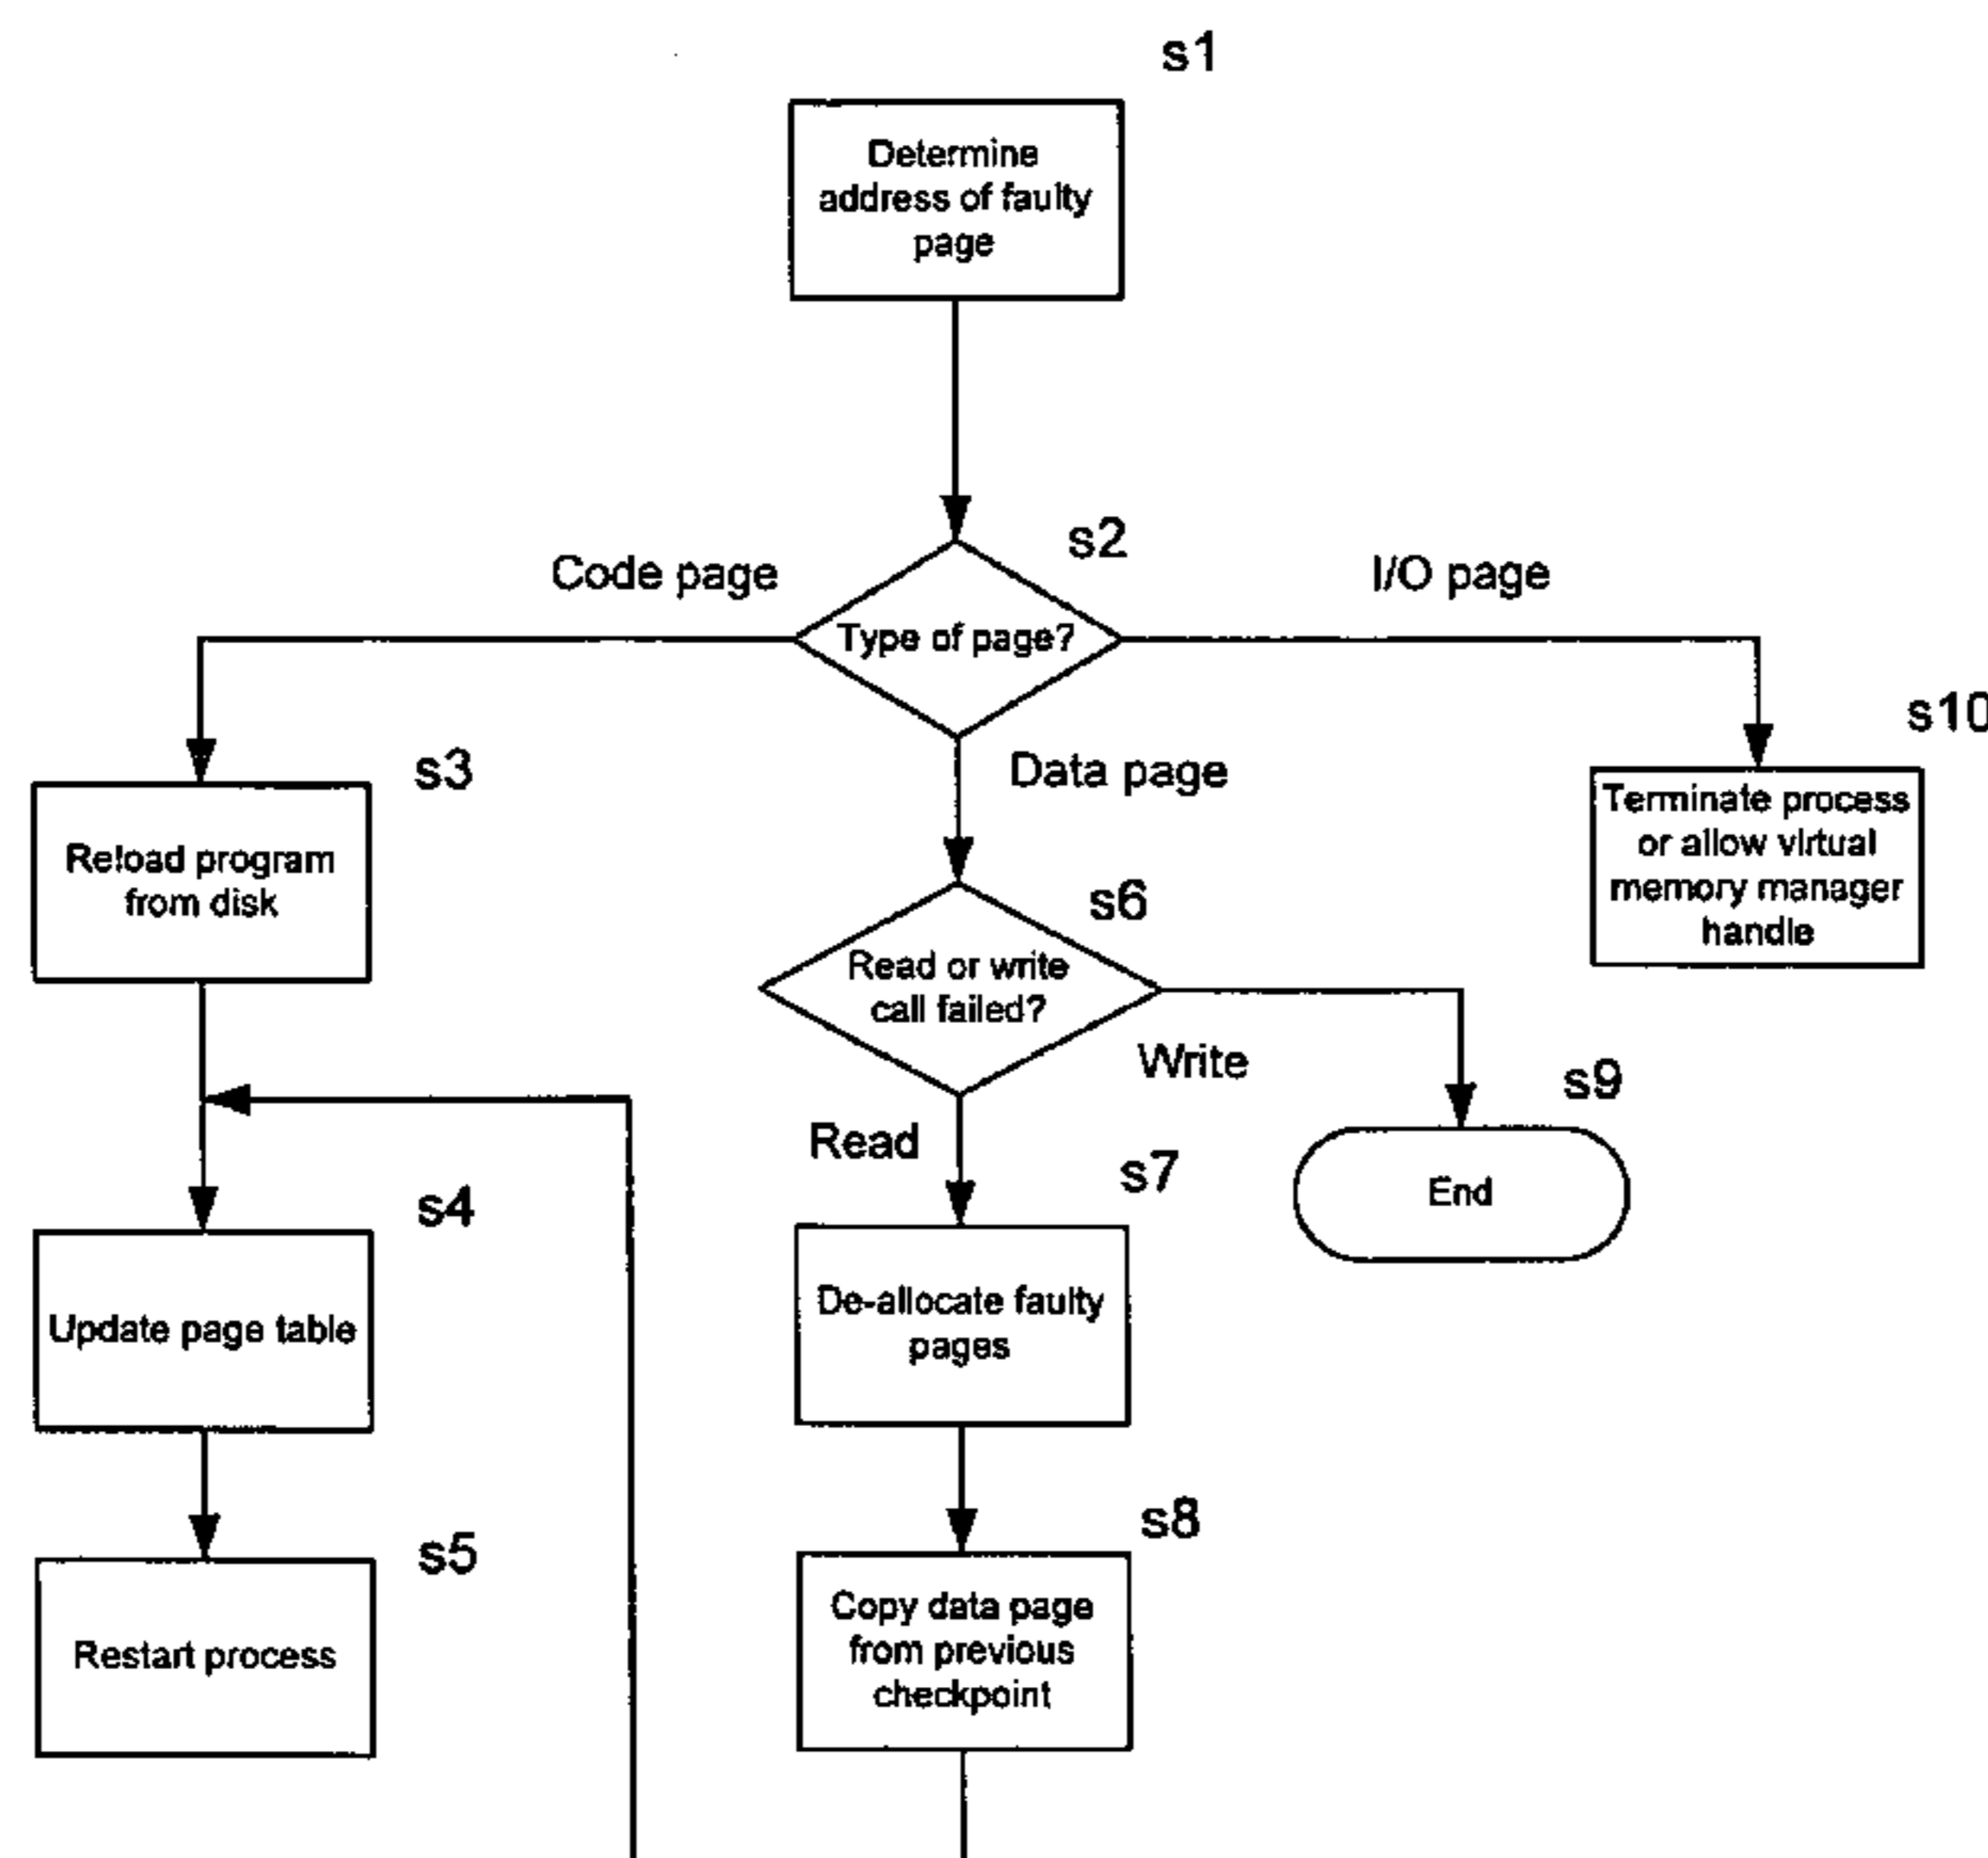 s1
Determine
address of faulty
page
s2
Code page
I/O page
Type of page?
s10
Data page
s3
Terminate process
or allow virtual
memory manager
handle
Reload program
from disk
s6
Read or write
call failed?
Write
s9
Read
s7
End
s4
De-allocate faulty
pages
Update page table
s8
s5
Copy data page
from previous
checkpoint
Restart process